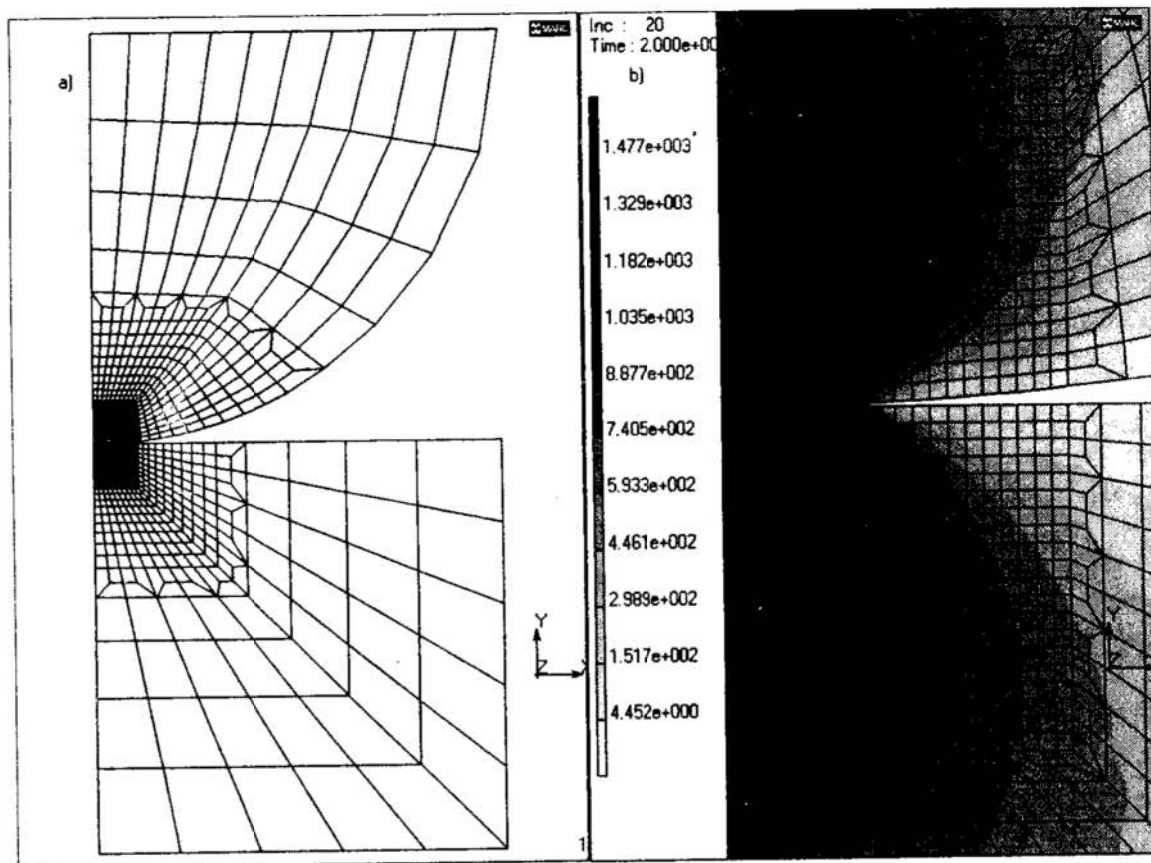 a)
MARC
Y
Z
1
Inc : 20
Time : 2.000e+00
b)
MARC
1.477e+003
1.329e+003
1.182e+003
1.035e+003
8.877e+002
7.405e+002
5.933e+002
4.461e+002
2.989e+002
1.517e+002
4.452e+000
Y
Z